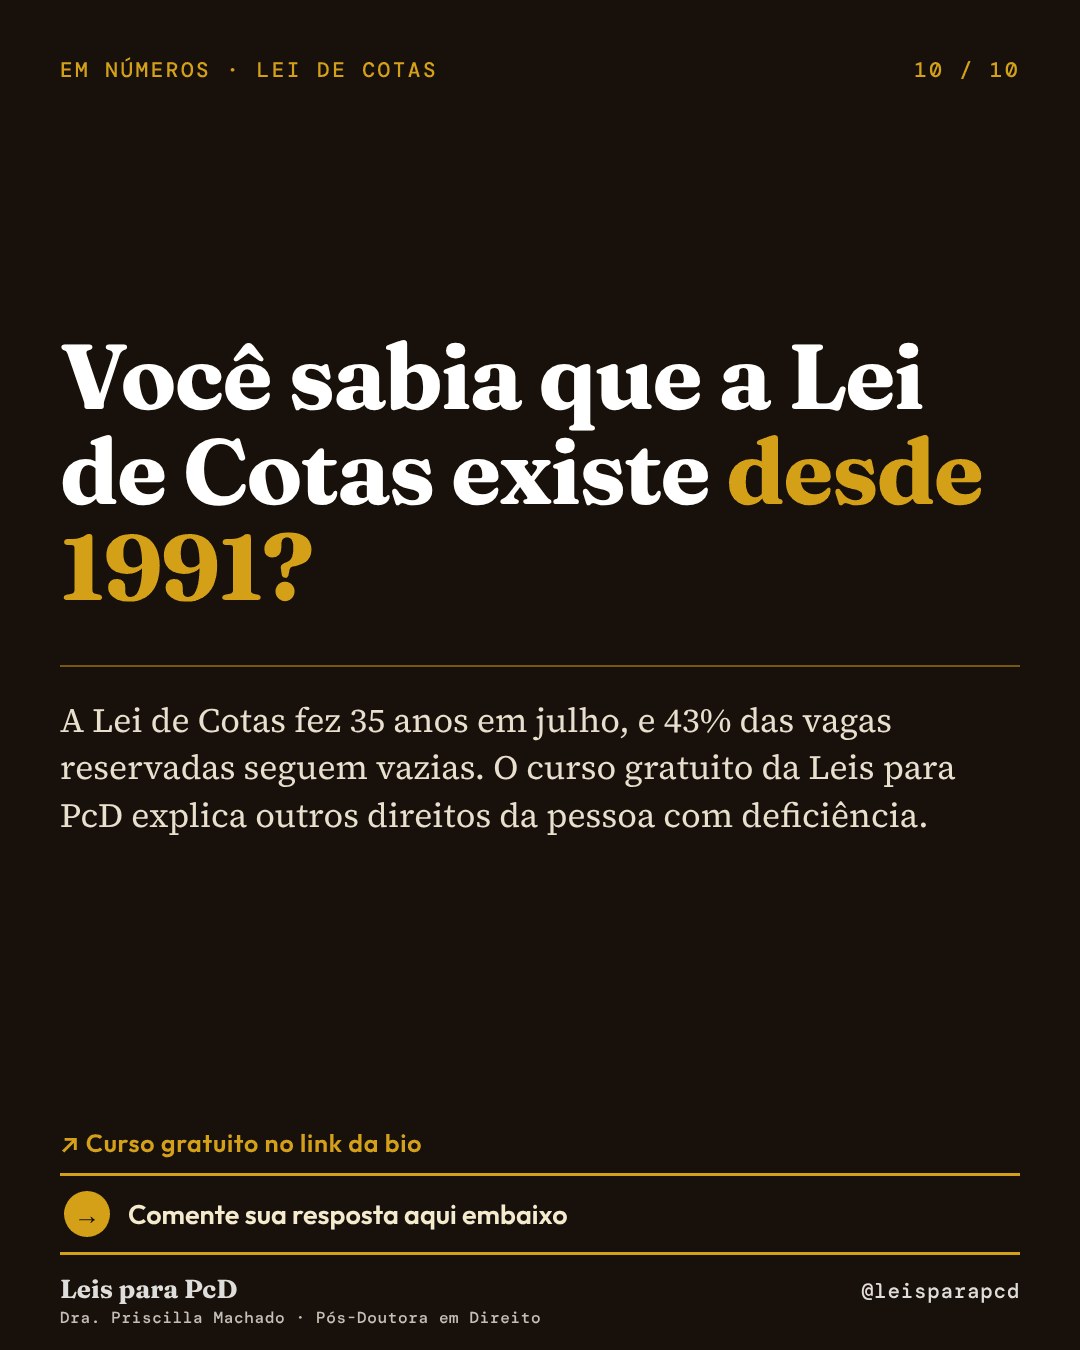 EM NÚMEROS · LEI DE COTAS
10 / 10
Você sabia que a Lei
de Cotas existe desde
1991?
A Lei de Cotas fez 35 anos em julho, e 43% das vagas
reservadas seguem vazias. O curso gratuito da Leis para
PcD explica outros direitos da pessoa com deficiência.
↗ Curso gratuito no link da bio
→ Comente sua resposta aqui embaixo
Leis para PcD
@leisparapcd
Dra. Priscilla Machado · Pós-Doutora em Direito